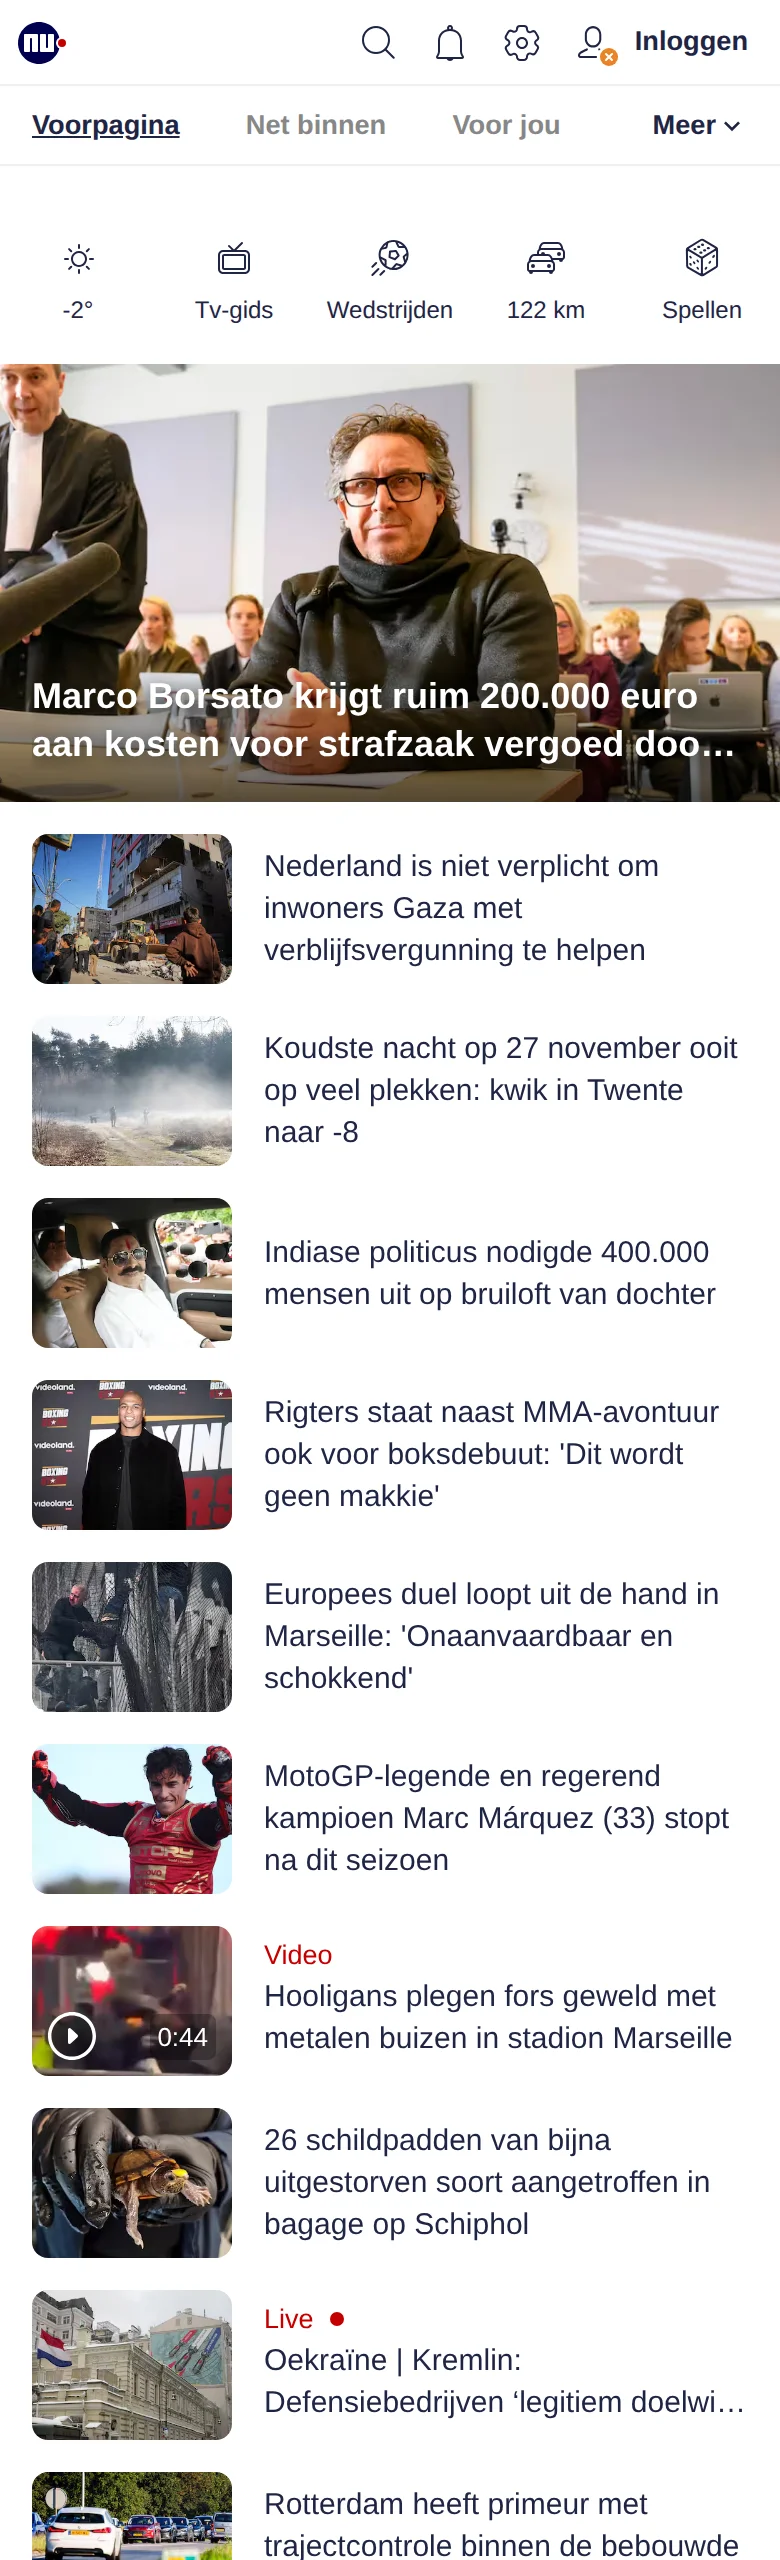 nu
Inloggen
Voorpagina
Net binnen
Voor jou
Meer
-2°
Tv-gids
Wedstrijden
122 km
Spellen
Marco Borsato krijgt ruim 200.000 euro
aan kosten voor strafzaak vergoed doo…
Nederland is niet verplicht om
inwoners Gaza met
verblijfsvergunning te helpen
Koudste nacht op 27 november ooit
op veel plekken: kwik in Twente
naar -8
Indiase politicus nodigde 400.000
mensen uit op bruiloft van dochter
videoland.
BOXING
videoland.
BOXING
videoland.
BOXING
videoland.
Rigters staat naast MMA-avontuur
ook voor boksdebuut: 'Dit wordt
geen makkie'
Europees duel loopt uit de hand in
Marseille: 'Onaanvaardbaar en
schokkend'
MotoGP-legende en regerend
kampioen Marc Márquez (33) stopt
na dit seizoen
0:44
Video
Hooligans plegen fors geweld met
metalen buizen in stadion Marseille
26 schildpadden van bijna
uitgestorven soort aangetroffen in
bagage op Schiphol
Live
Oekraïne | Kremlin:
Defensiebedrijven ‘legitiem doelwi…
Rotterdam heeft primeur met
trajectcontrole binnen de bebouwde